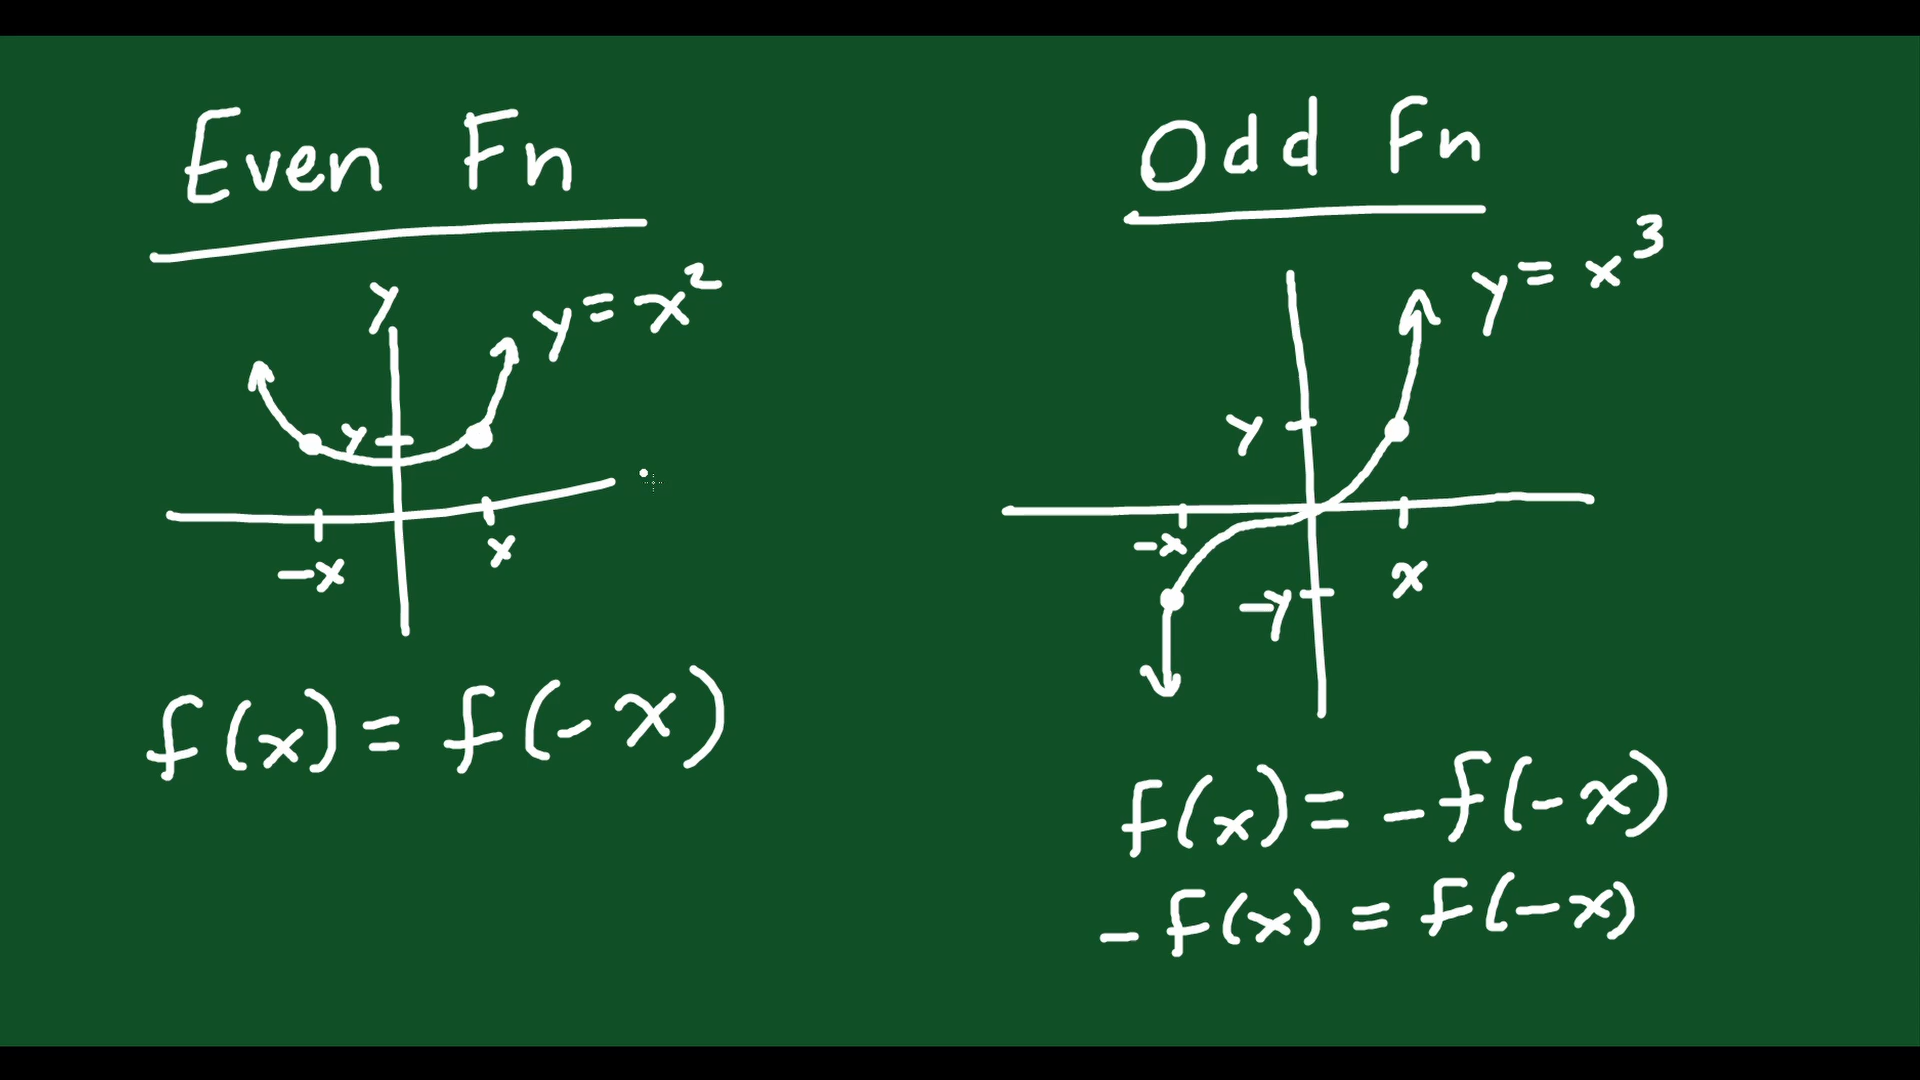 Even Fn
y
y = x²
y
-x
x
f(x) = f(-x)
Odd Fn
y = x³
y
-x
x
-y
f(x) = -f(-x)
-f(x) = f(-x)